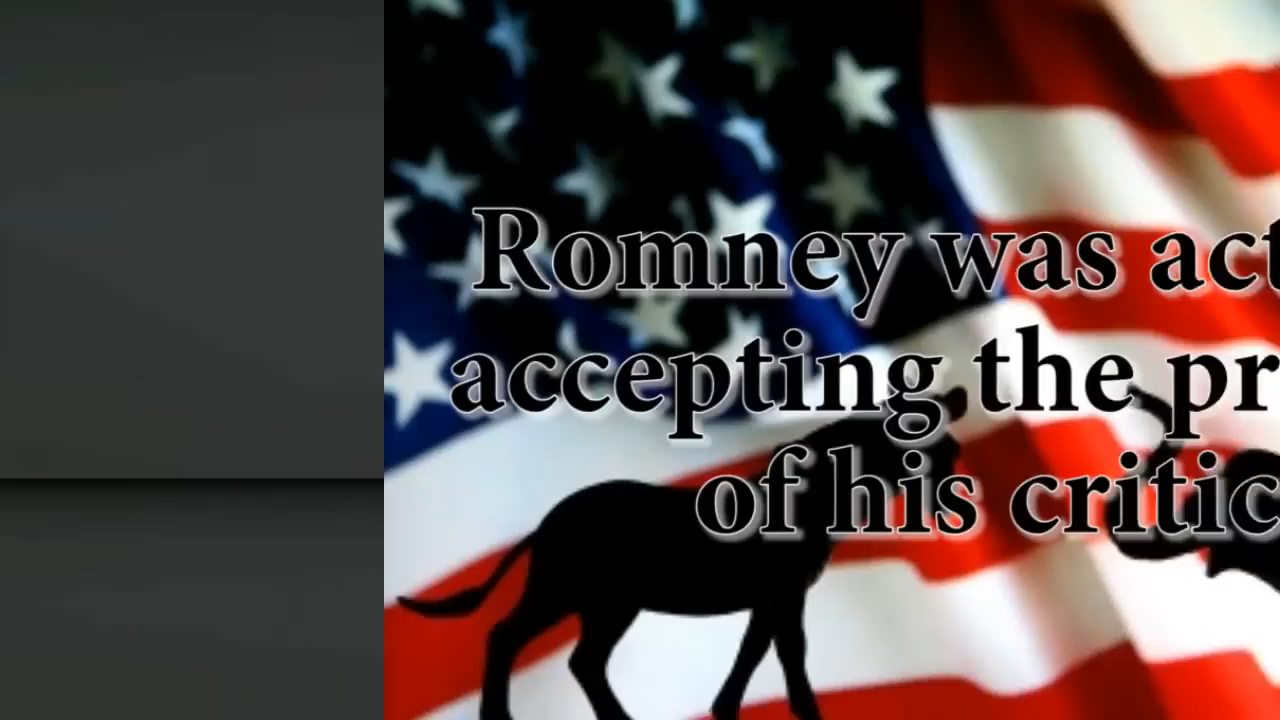 Romney was act
accepting the pr
of his critic